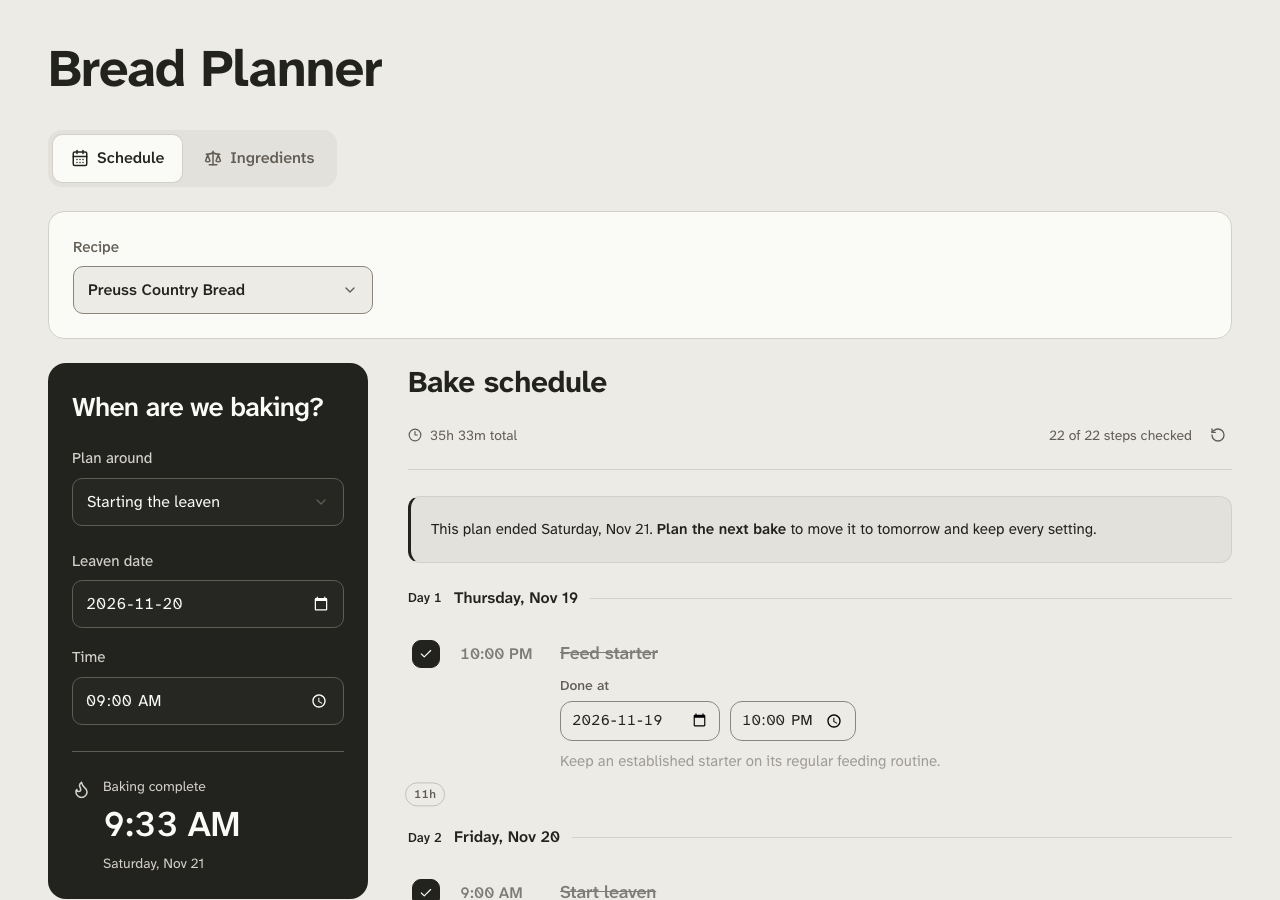 Bread Planner
Schedule
Ingredients
Recipe
Preuss Country Bread
When are we baking?
Plan around
Starting the leaven
Leaven date
2026-11-20
Time
09:00 AM
Baking complete
9:33 AM
Saturday, Nov 21
Bake schedule
35h 33m total
22 of 22 steps checked
This plan ended Saturday, Nov 21. Plan the next bake to move it to tomorrow and keep every setting.
Day 1 Thursday, Nov 19
10:00 PM Feed starter
Done at
2026-11-19 10:00 PM
Keep an established starter on its regular feeding routine.
11h
Day 2 Friday, Nov 20
9:00 AM Start leaven